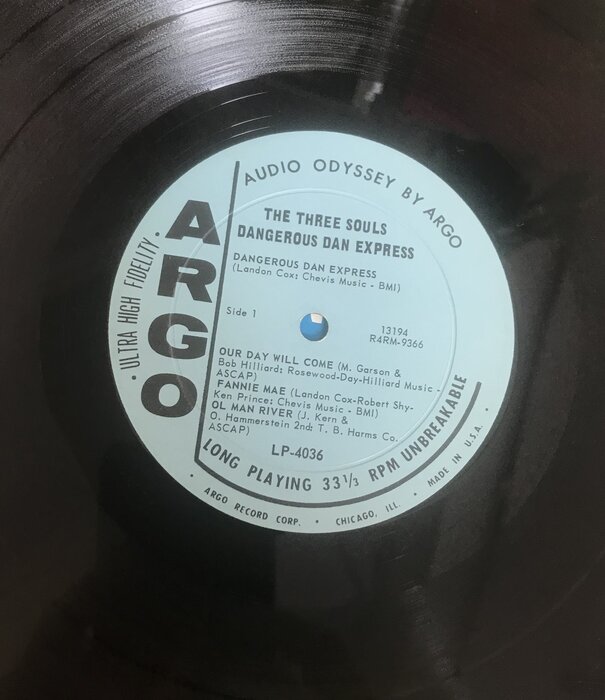 AUDIO ODYSSEY BY ARGO
• ULTRA HIGH FIDELITY •
ARGO
THE THREE SOULS
DANGEROUS DAN EXPRESS
DANGEROUS DAN EXPRESS
(Landon Cox: Chevis Music - BMI)
Side 1
13194
R4RM-9366
OUR DAY WILL COME (M. Garson &
Bob Hilliard: Rosewood-Day-Hilliard Music -
ASCAP)
FANNIE MAE (Landon Cox-Robert Shy-
Ken Prince: Chevis Music - BMI)
OL MAN RIVER (J. Kern &
O. Hammerstein 2nd: T. B. Harms Co.
ASCAP)
LP-4036
LONG PLAYING 33 1/3 RPM UNBREAKABLE
• ARGO RECORD CORP. • CHICAGO, ILL. • MADE IN U.S.A. •